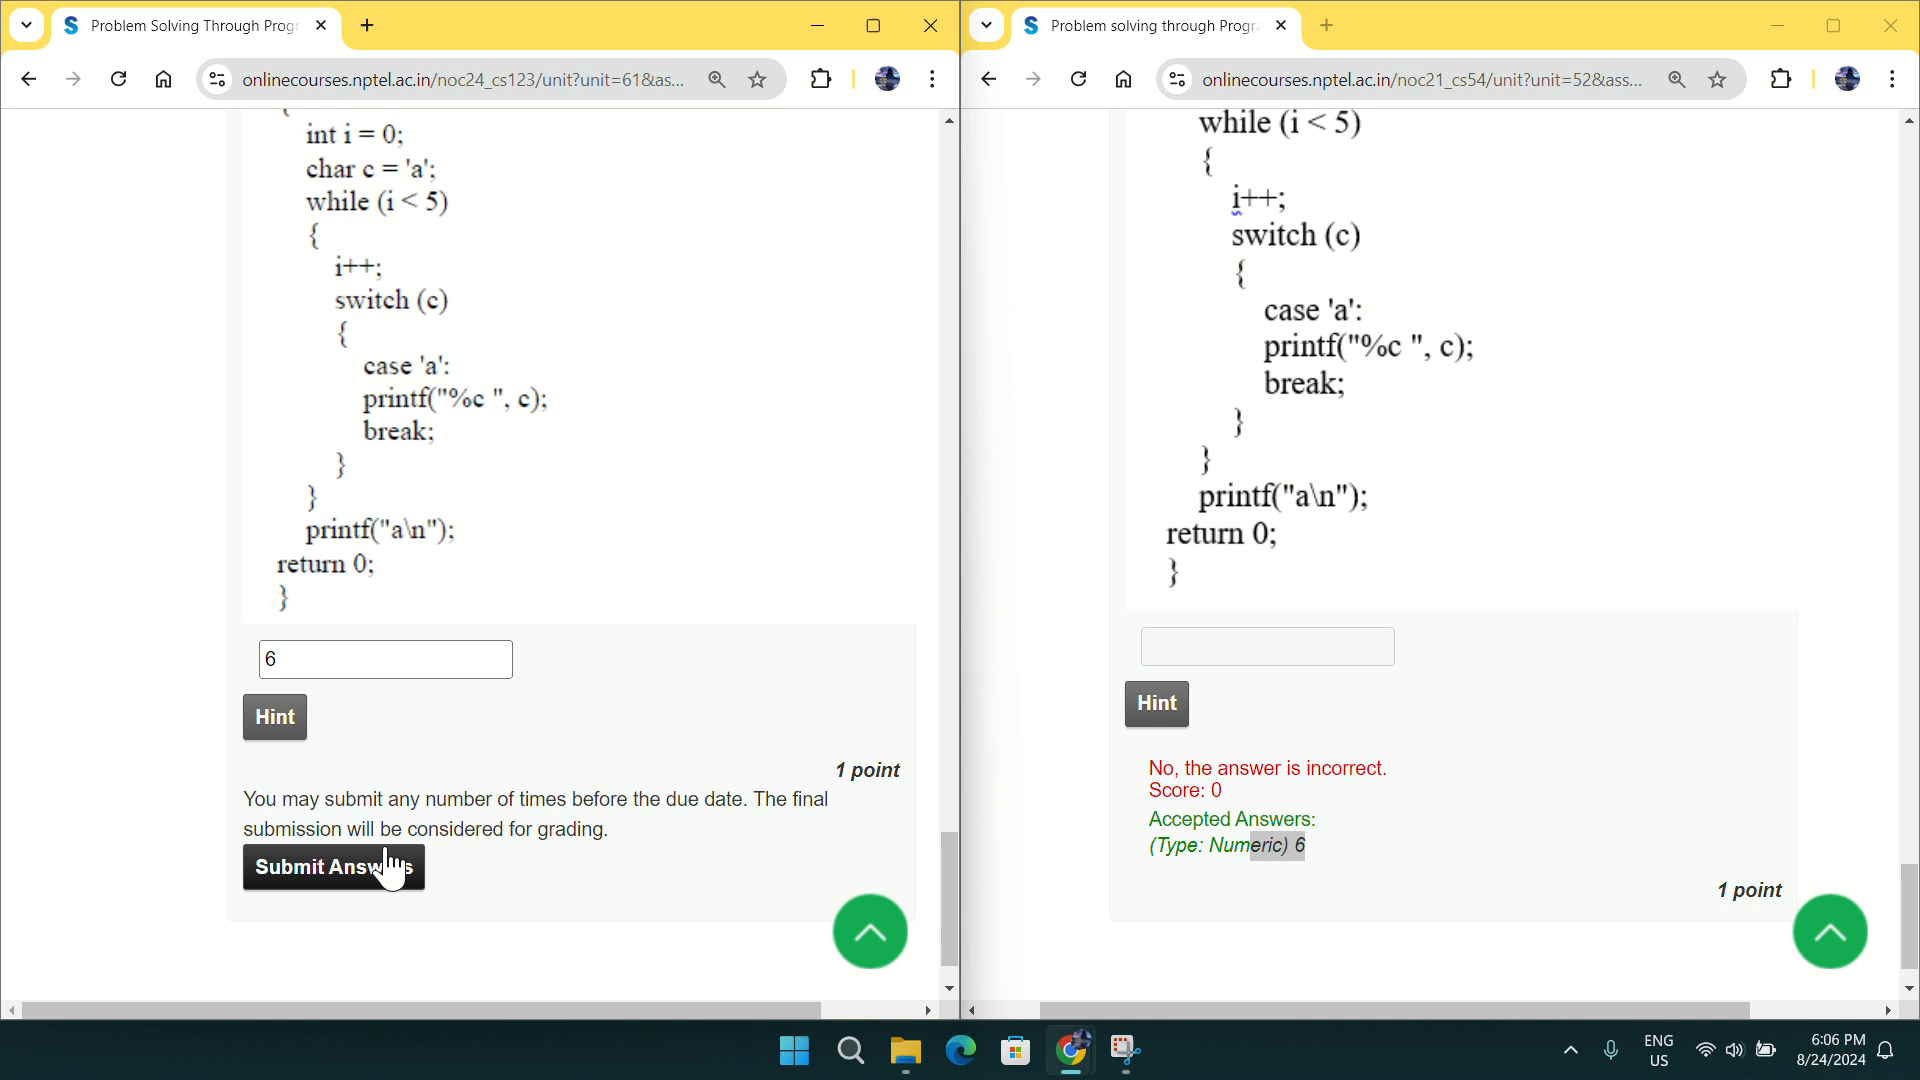 Problem Solving Through Progr
onlinecourses.nptel.ac.in/noc24_cs123/unit?unit=61&as...
int i = 0;
char c = 'a';
while (i < 5)
{
i++;
switch (c)
{
case 'a':
printf("%c ", c);
break;
}
}
printf("a\n");
return 0;
}
6
Hint
1 point
You may submit any number of times before the due date. The final
submission will be considered for grading.
Submit Answers
Problem solving through Progra
onlinecourses.nptel.ac.in/noc21_cs54/unit?unit=52&ass...
while (i < 5)
{
i++;
switch (c)
{
case 'a':
printf("%c ", c);
break;
}
}
printf("a\n");
return 0;
}
Hint
No, the answer is incorrect.
Score: 0
Accepted Answers:
(Type: Numeric) 6
1 point
ENG
US
6:06 PM
8/24/2024